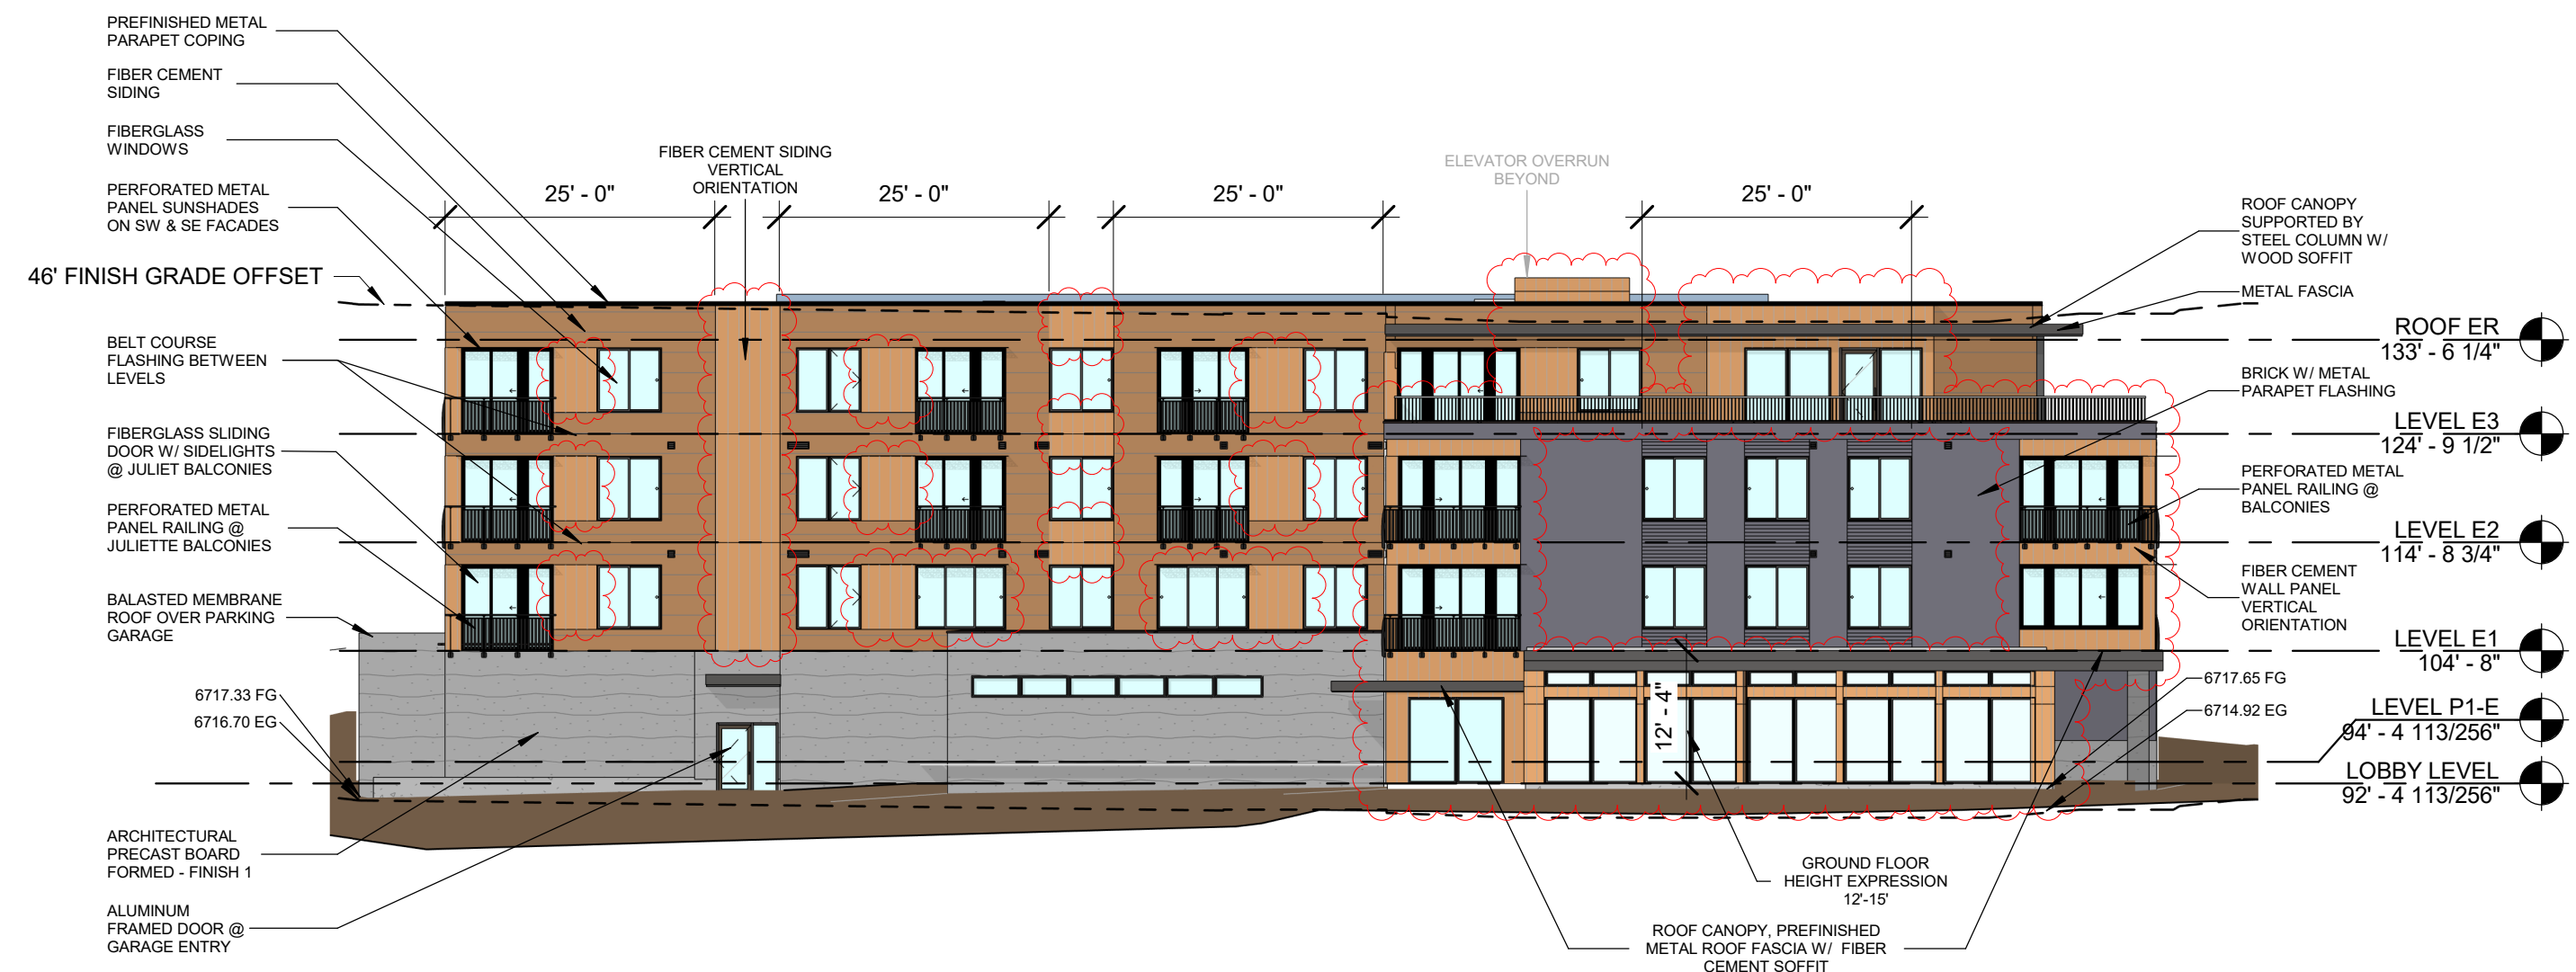 PREFINISHED METAL
PARAPET COPING
FIBER CEMENT
SIDING
FIBERGLASS
WINDOWS
PERFORATED METAL
PANEL SUNSHADES
ON SW & SE FACADES
46' FINISH GRADE OFFSET
BELT COURSE
FLASHING BETWEEN
LEVELS
FIBERGLASS SLIDING
DOOR W/ SIDELIGHTS
@ JULIET BALCONIES
PERFORATED METAL
PANEL RAILING @
JULIETTE BALCONIES
BALASTED MEMBRANE
ROOF OVER PARKING
GARAGE
6717.33 FG
6716.70 EG
ARCHITECTURAL
PRECAST BOARD
FORMED - FINISH 1
ALUMINUM
FRAMED DOOR @
GARAGE ENTRY
FIBER CEMENT SIDING
VERTICAL
ORIENTATION
25' - 0"
25' - 0"
25' - 0"
25' - 0"
ELEVATOR OVERRUN
BEYOND
12' - 4"
GROUND FLOOR
HEIGHT EXPRESSION
12'-15'
ROOF CANOPY, PREFINISHED
METAL ROOF FASCIA W/ FIBER
CEMENT SOFFIT
ROOF CANOPY
SUPPORTED BY
STEEL COLUMN W/
WOOD SOFFIT
METAL FASCIA
ROOF ER
133' - 6 1/4"
BRICK W/ METAL
PARAPET FLASHING
LEVEL E3
124' - 9 1/2"
PERFORATED METAL
PANEL RAILING @
BALCONIES
LEVEL E2
114' - 8 3/4"
FIBER CEMENT
WALL PANEL
VERTICAL
ORIENTATION
LEVEL E1
104' - 8"
6717.65 FG
6714.92 EG
LEVEL P1-E
94' - 4 113/256"
LOBBY LEVEL
92' - 4 113/256"